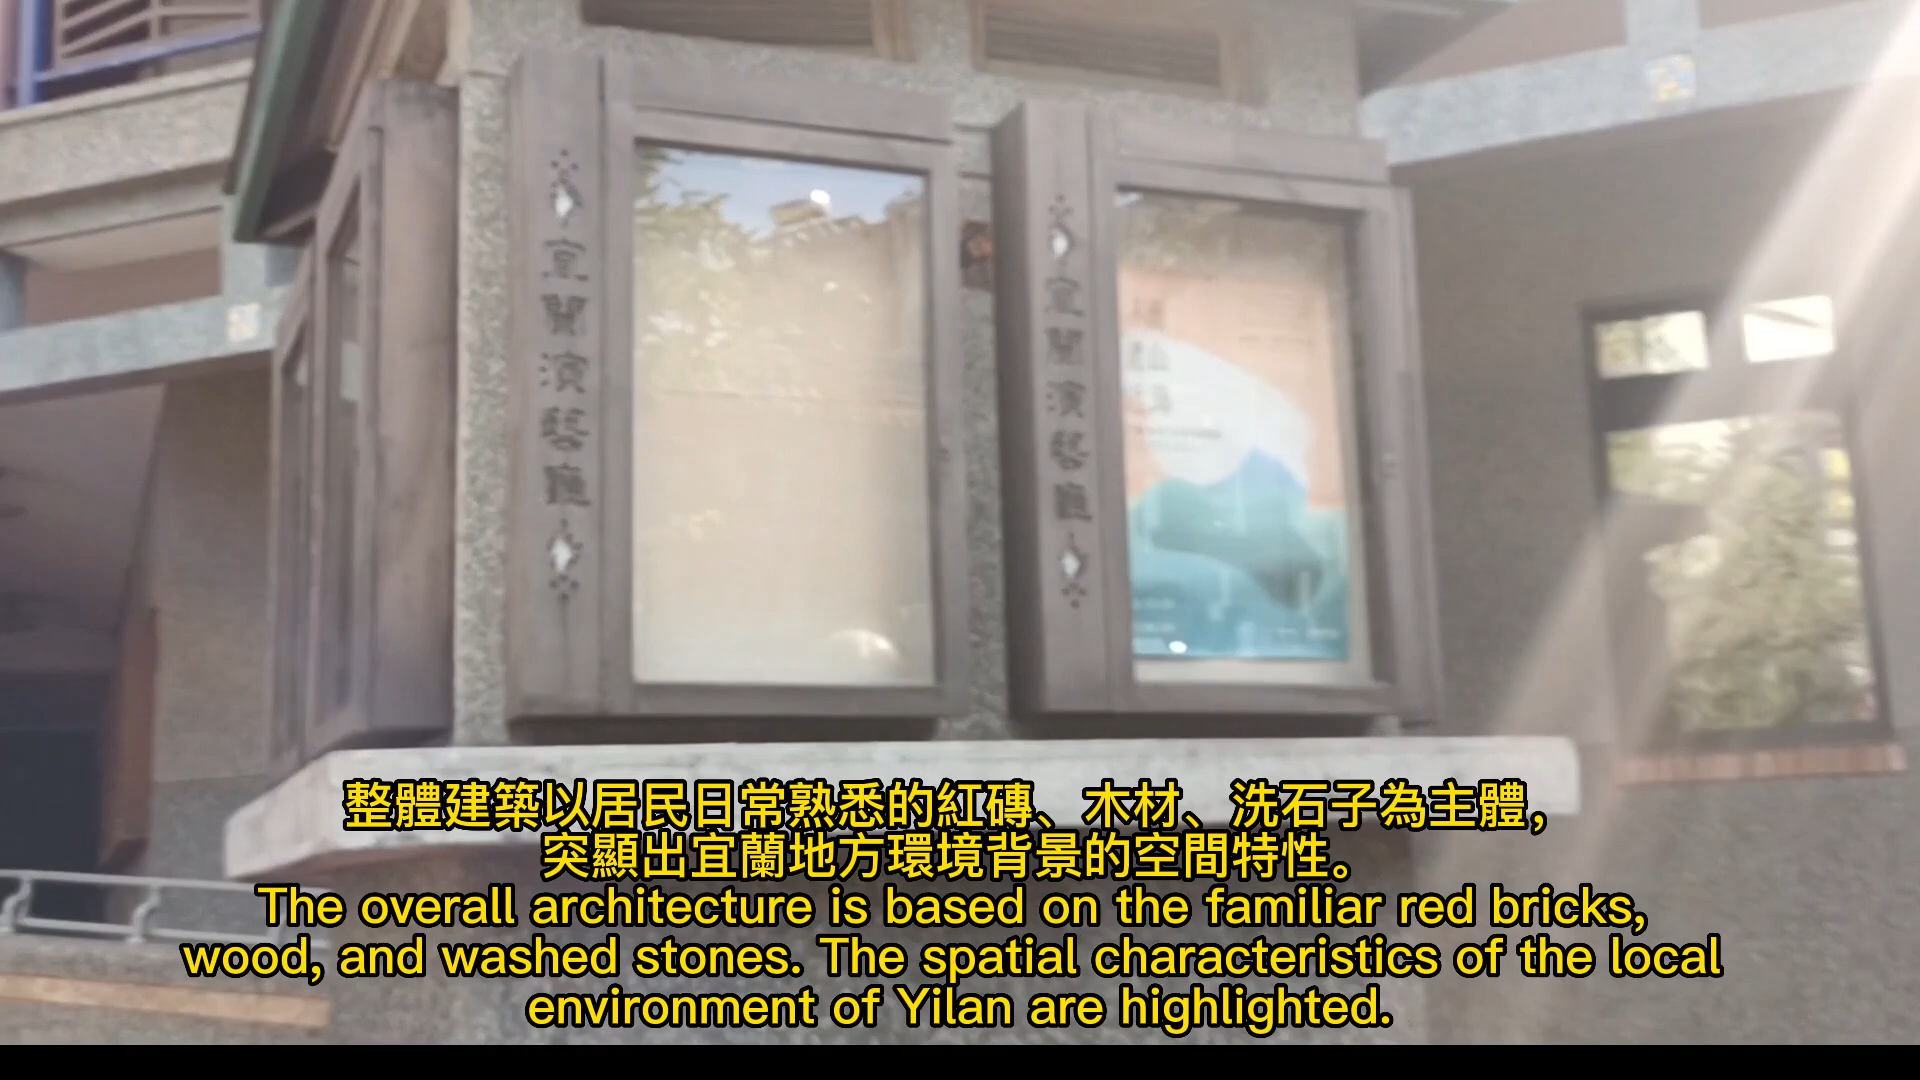 宜蘭演藝廳
宜蘭演藝廳
整體建築以居民日常熟悉的紅磚、木材、洗石子為主體，
突顯出宜蘭地方環境背景的空間特性。
The overall architecture is based on the familiar red bricks,
wood, and washed stones. The spatial characteristics of the local
environment of Yilan are highlighted.